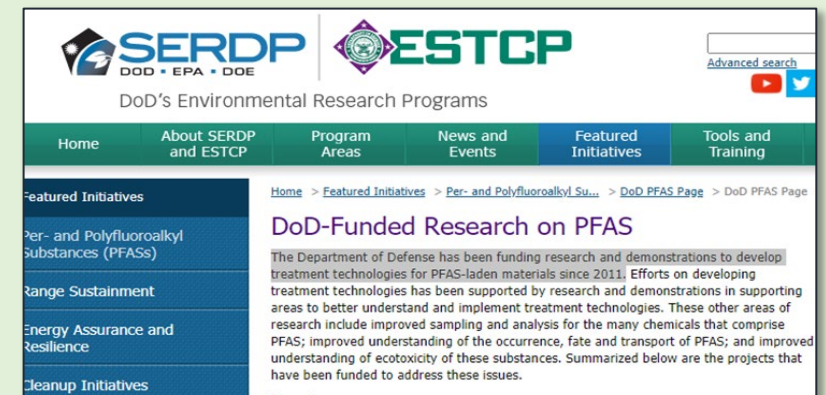 SERDP
DOD • EPA • DOE
ESTCP
DoD's Environmental Research Programs
Advanced search
Home
About SERDP
and ESTCP
Program
Areas
News and
Events
Featured
Initiatives
Tools and
Training
Featured Initiatives
Per- and Polyfluoroalkyl
Substances (PFASs)
Range Sustainment
Energy Assurance and
Resilience
Cleanup Initiatives
Home > Featured Initiatives > Per- and Polyfluoroalkyl Su... > DoD PFAS Page > DoD PFAS Page
DoD-Funded Research on PFAS
The Department of Defense has been funding research and demonstrations to develop
treatment technologies for PFAS-laden materials since 2011. Efforts on developing
treatment technologies has been supported by research and demonstrations in supporting
areas to better understand and implement treatment technologies. These other areas of
research include improved sampling and analysis for the many chemicals that comprise
PFAS; improved understanding of the occurrence, fate and transport of PFAS; and improved
understanding of ecotoxicity of these substances. Summarized below are the projects that
have been funded to address these issues.